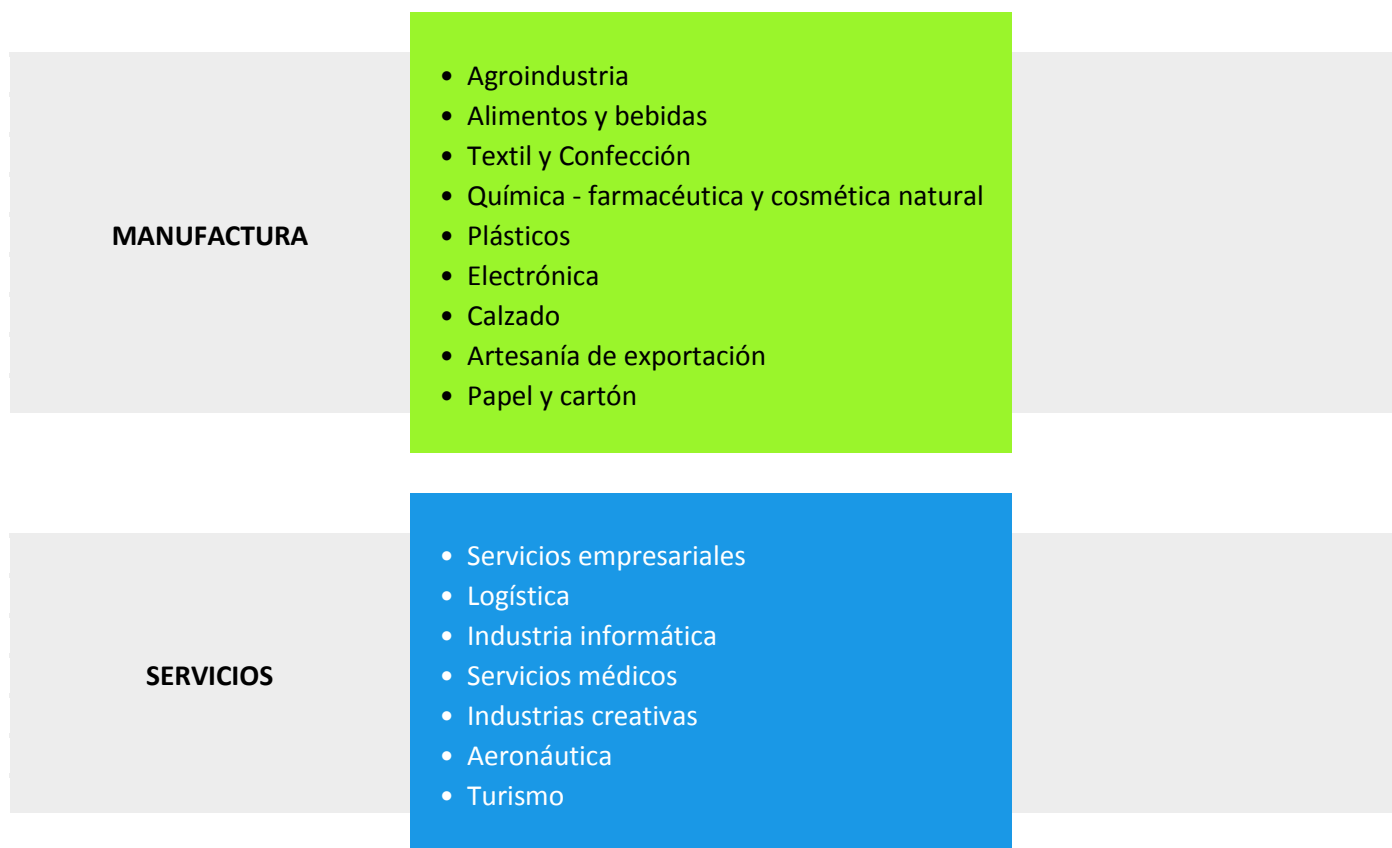 MANUFACTURA
• Agroindustria
• Alimentos y bebidas
• Textil y Confección
• Química - farmacéutica y cosmética natural
• Plásticos
• Electrónica
• Calzado
• Artesanía de exportación
• Papel y cartón
SERVICIOS
• Servicios empresariales
• Logística
• Industria informática
• Servicios médicos
• Industrias creativas
• Aeronáutica
• Turismo